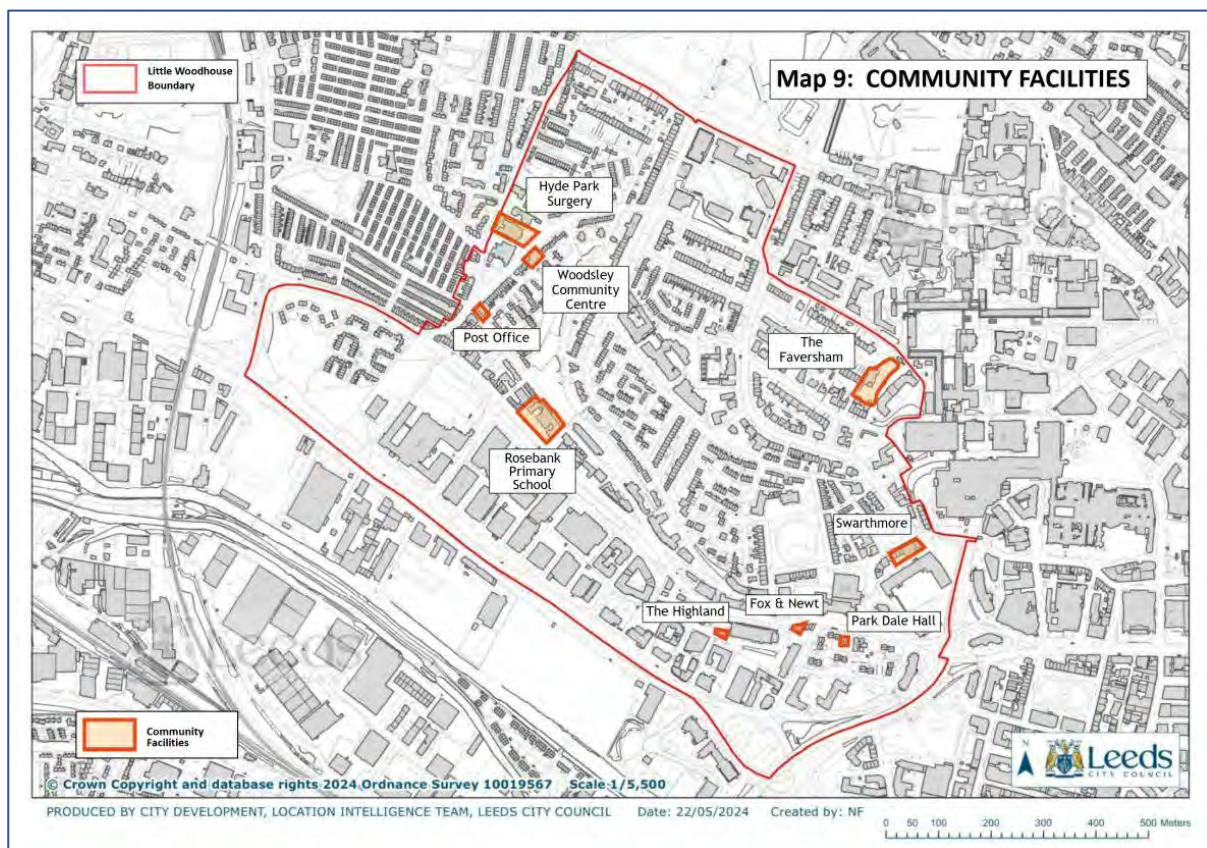 Little Woodhouse
Boundary
Map 9: COMMUNITY FACILITIES
Hyde Park
Surgery
Woodsley
Community
Centre
Post Office
The
Faversham
Rosebank
Primary
School
Swarthmore
The Highland
Fox & Newt
Park Dale Hall
Community
Facilities
N
Leeds
CITY COUNCIL
© Crown Copyright and database rights 2024 Ordnance Survey 10019567 Scale 1/5,500
PRODUCED BY CITY DEVELOPMENT, LOCATION INTELLIGENCE TEAM, LEEDS CITY COUNCIL Date: 22/05/2024 Created by: NF
0 50 100 200 300 400 500 Meters